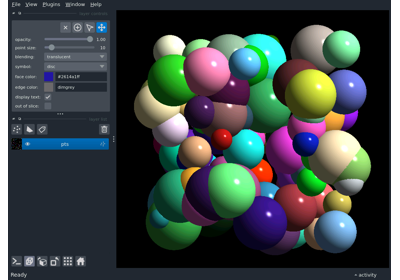 File View Plugins Window Help
opacity: 1.00
point size: 10
blending: translucent
symbol: disc
face color: #2614a1ff
edge color: dimgrey
display text:
out of slice:
pts
Ready
activity